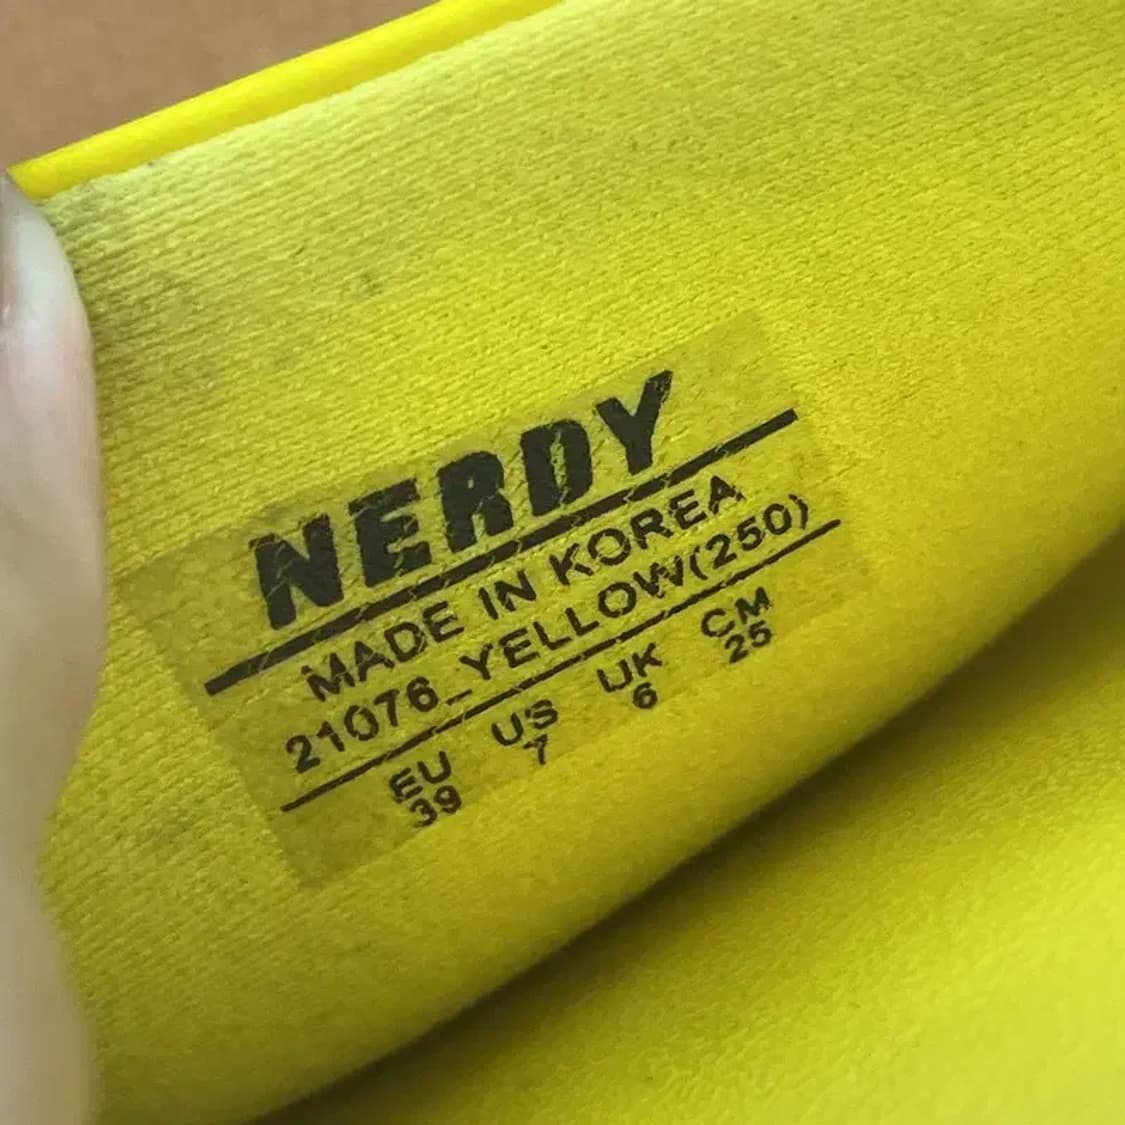 NERDY
MADE IN KOREA
21076_YELLOW(250)
EU US UK CM
39 7 6 25